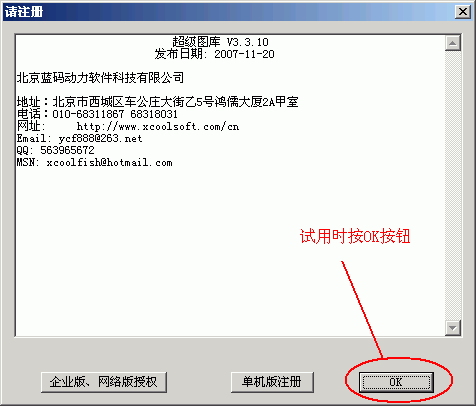 请注册
超级图库 V3.3.10
发布日期: 2007-11-20
北京蓝码动力软件科技有限公司
地址：北京市西城区车公庄大街乙5号鸿儒大厦2A甲室
电话：010-68311867 68318031
网址: http://www.xcoolsoft.com/cn
Email: ycf888@263.net
QQ: 563965672
MSN: xcoolfish@hotmail.com
试用时按OK按钮
企业版、网络版授权
单机版注册
OK